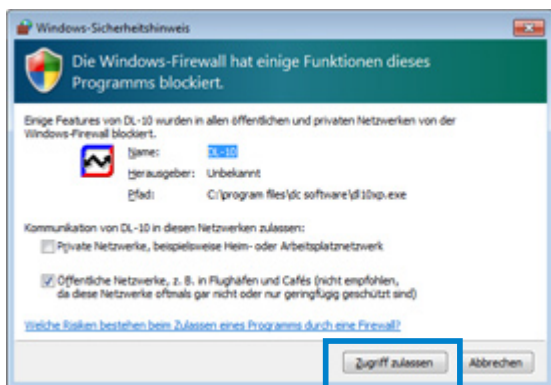 Windows-Sicherheitshinweis
Die Windows-Firewall hat einige Funktionen dieses
Programms blockiert.
Einige Features von DL-10 wurden in allen öffentlichen und privaten Netzwerken von der
Windows-Firewall blockiert.
Name: DL-10
Herausgeber: Unbekannt
Pfad: C:\program files\dc software\dl10xp.exe
Kommunikation von DL-10 in diesen Netzwerken zulassen:
Private Netzwerke, beispielsweise Heim- oder Arbeitsplatznetzwerk
Öffentliche Netzwerke, z. B. in Flughäfen und Cafés (nicht empfohlen,
da diese Netzwerke oftmals gar nicht oder nur geringfügig geschützt sind)
Welche Risiken bestehen beim Zulassen eines Programms durch eine Firewall?
Zugriff zulassen Abbrechen